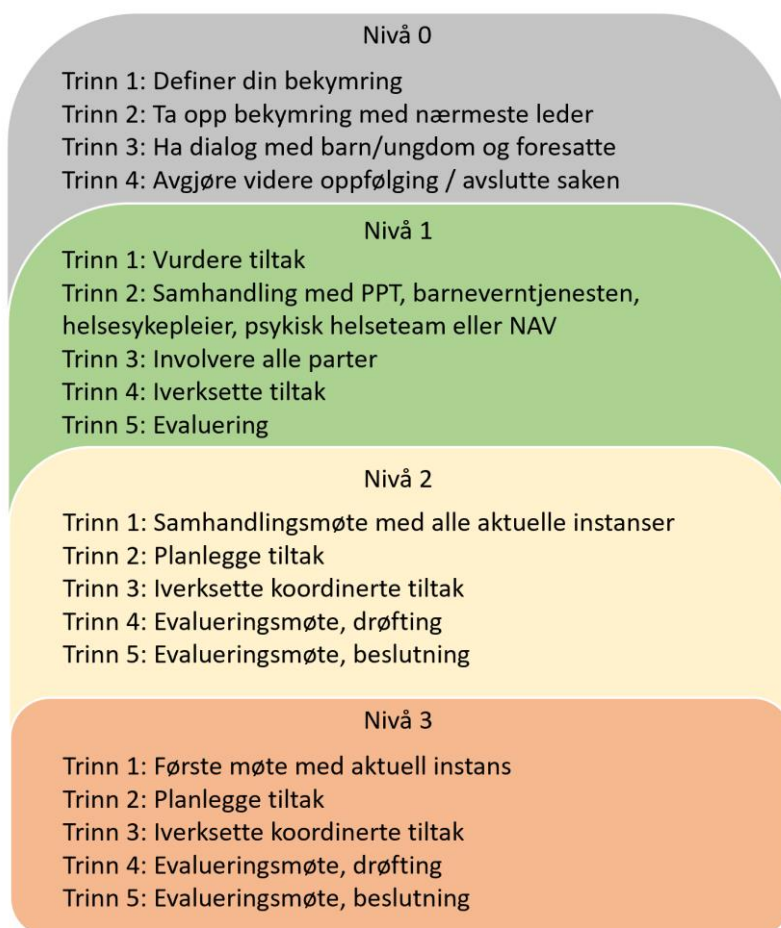 Nivå 0
Trinn 1: Definer din bekymring
Trinn 2: Ta opp bekymring med nærmeste leder
Trinn 3: Ha dialog med barn/ungdom og foresatte
Trinn 4: Avgjøre videre oppfølging / avslutte saken
Nivå 1
Trinn 1: Vurdere tiltak
Trinn 2: Samhandling med PPT, barneverntjenesten,
helsesykepleier, psykisk helseteam eller NAV
Trinn 3: Involvere alle parter
Trinn 4: Iverksette tiltak
Trinn 5: Evaluering
Nivå 2
Trinn 1: Samhandlingsmøte med alle aktuelle instanser
Trinn 2: Planlegge tiltak
Trinn 3: Iverksette koordinerte tiltak
Trinn 4: Evalueringsmøte, drøfting
Trinn 5: Evalueringsmøte, beslutning
Nivå 3
Trinn 1: Første møte med aktuell instans
Trinn 2: Planlegge tiltak
Trinn 3: Iverksette koordinerte tiltak
Trinn 4: Evalueringsmøte, drøfting
Trinn 5: Evalueringsmøte, beslutning